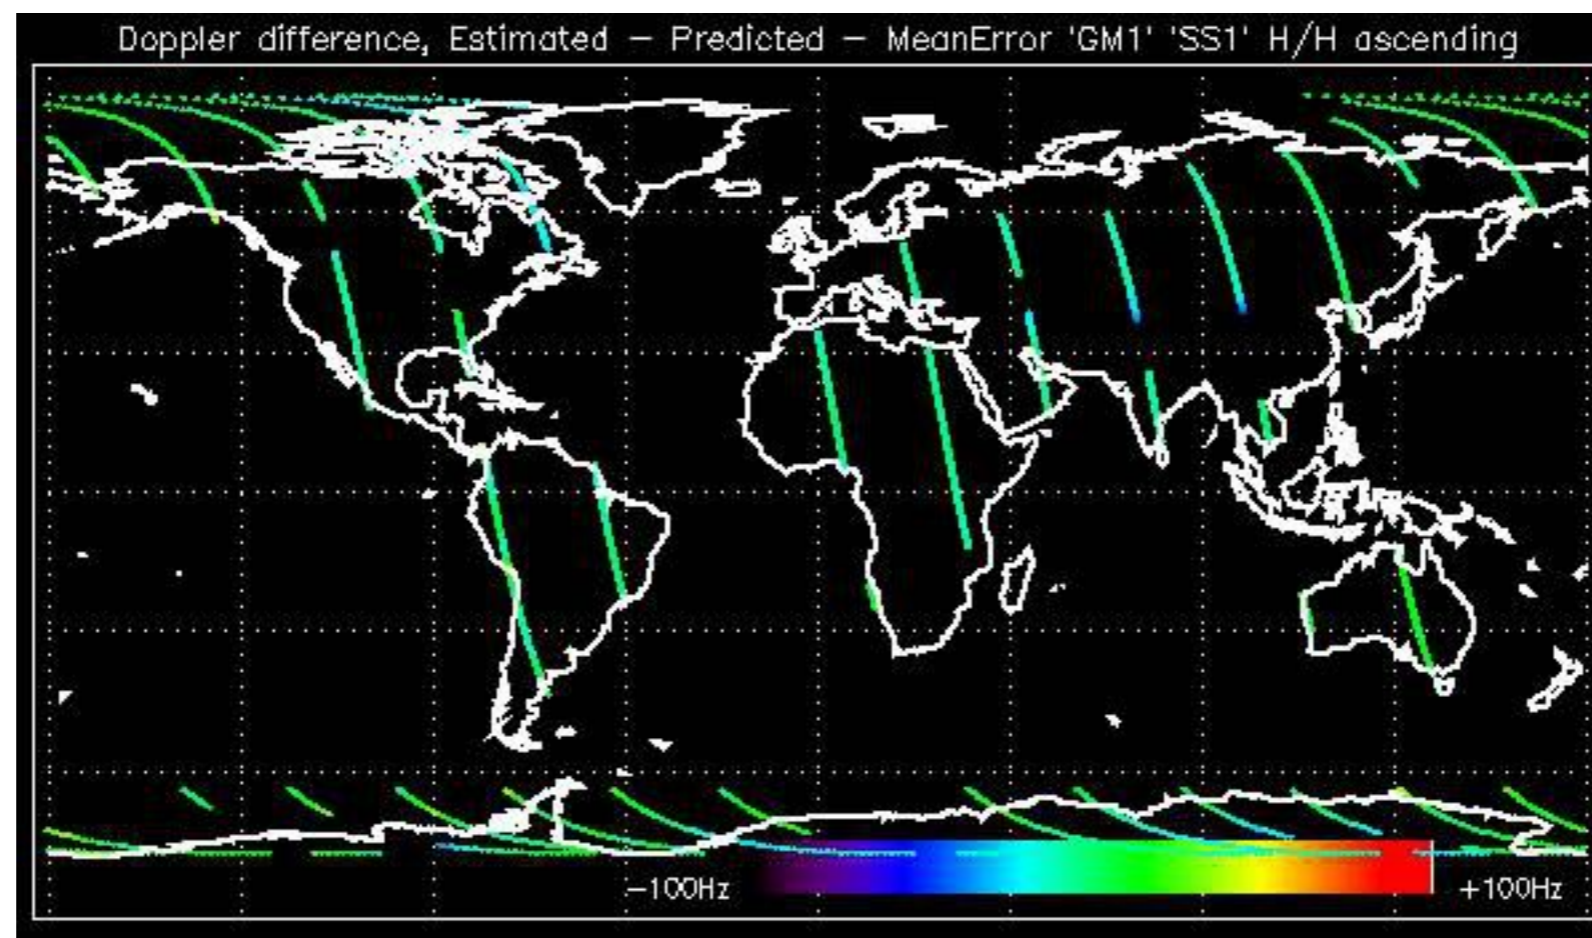 Doppler difference, Estimated – Predicted – MeanError 'GM1' 'SS1' H/H ascending
–100Hz +100Hz